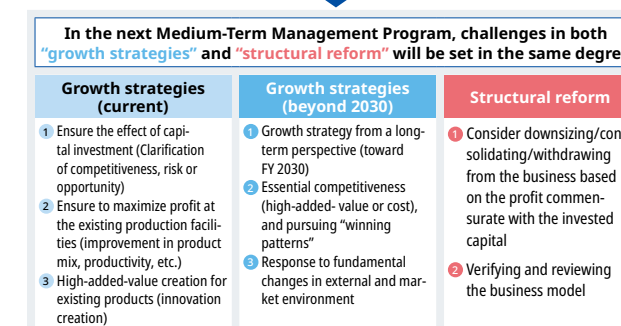 In the next Medium-Term Management Program, challenges in both
“growth strategies” and “structural reform” will be set in the same degre
Growth strategies
(current)
1 Ensure the effect of capi-
tal investment (Clarification
of competitiveness, risk or
opportunity)
2 Ensure to maximize profit at
the existing production facili-
ties (improvement in product
mix, productivity, etc.)
3 High-added-value creation for
existing products (innovation
creation)
Growth strategies
(beyond 2030)
1 Growth strategy from a long-
term perspective (toward
FY 2030)
2 Essential competitiveness
(high-added- value or cost),
and pursuing “winning
patterns”
3 Response to fundamental
changes in external and mar-
ket environment
Structural reform
1 Consider downsizing/con
solidating/withdrawing
from the business based
on the profit commen-
surate with the invested
capital
2 Verifying and reviewing
the business model